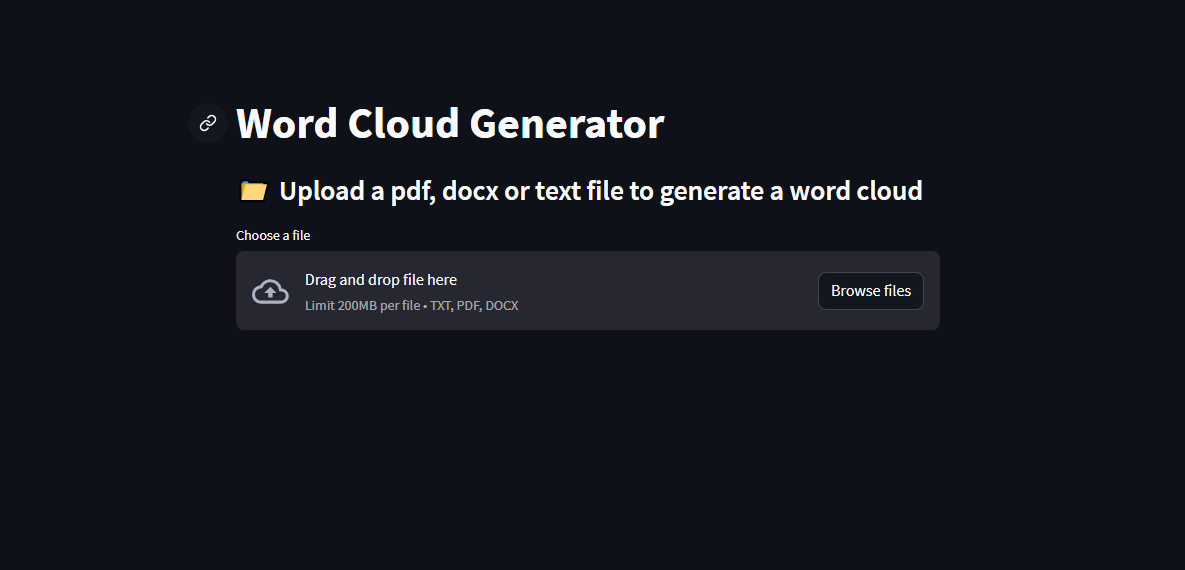 Word Cloud Generator
📁 Upload a pdf, docx or text file to generate a word cloud
Choose a file
Drag and drop file here
Limit 200MB per file • TXT, PDF, DOCX
Browse files